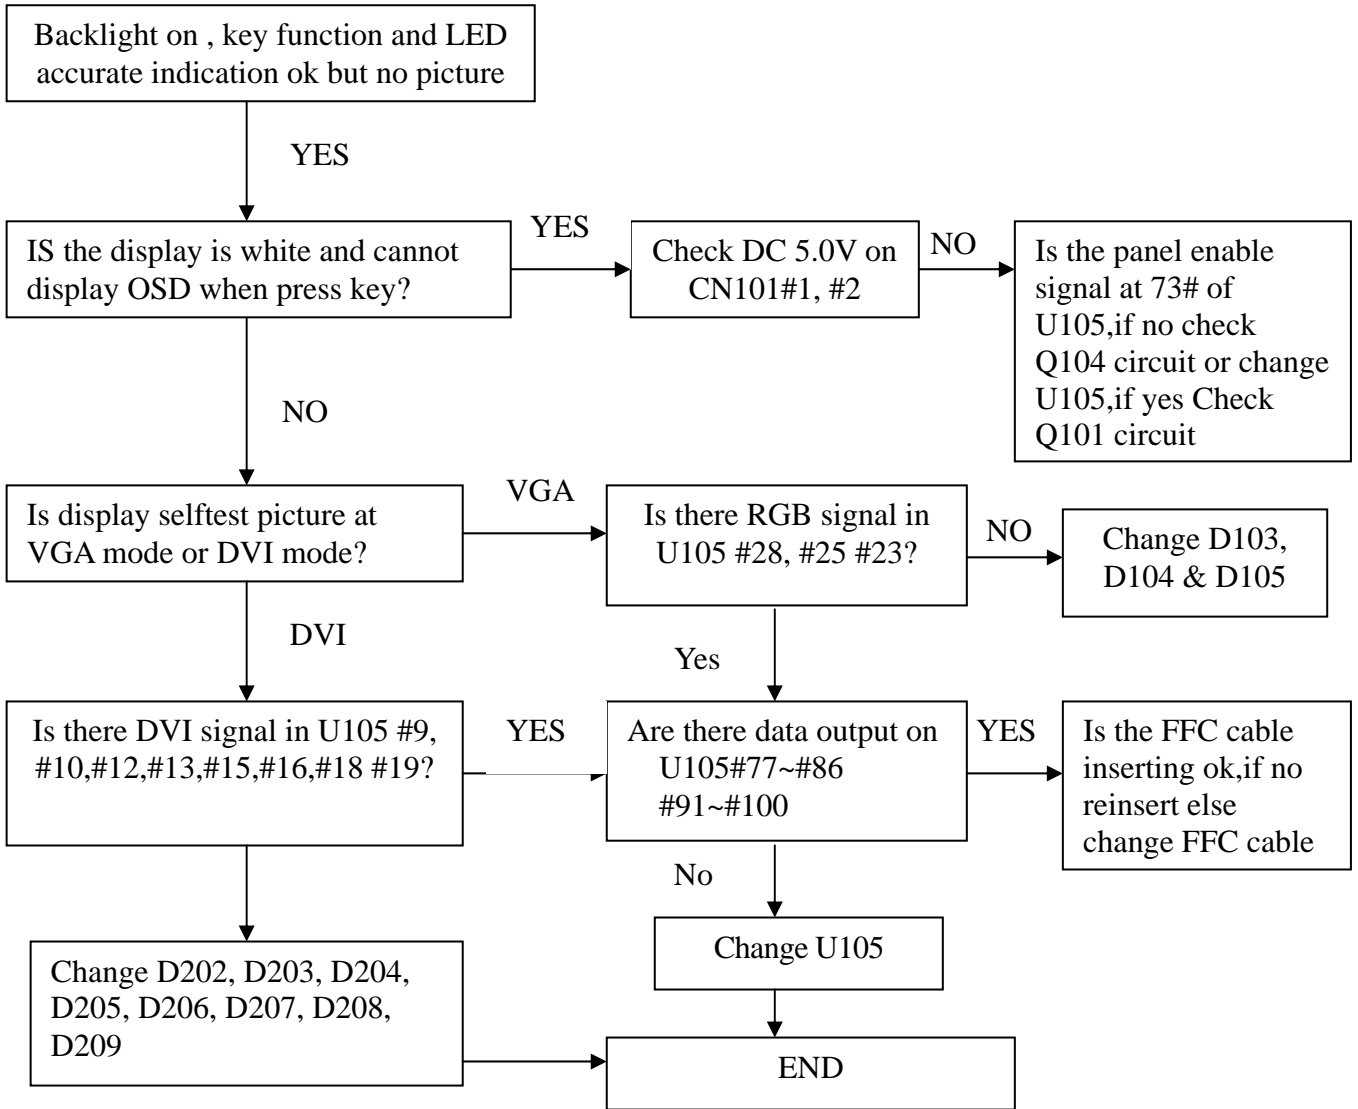 Backlight on , key function and LED
accurate indication ok but no picture
YES
IS the display is white and cannot
display OSD when press key?
YES
Check DC 5.0V on
CN101#1, #2
NO
Is the panel enable
signal at 73# of
U105,if no check
Q104 circuit or change
U105,if yes Check
Q101 circuit
NO
Is display selftest picture at
VGA mode or DVI mode?
VGA
Is there RGB signal in
U105 #28, #25 #23?
NO
Change D103,
D104 & D105
DVI
Yes
Is there DVI signal in U105 #9,
#10,#12,#13,#15,#16,#18 #19?
YES
Are there data output on
U105#77~#86
#91~#100
YES
Is the FFC cable
inserting ok,if no
reinsert else
change FFC cable
No
Change U105
Change D202, D203, D204,
D205, D206, D207, D208,
D209
END